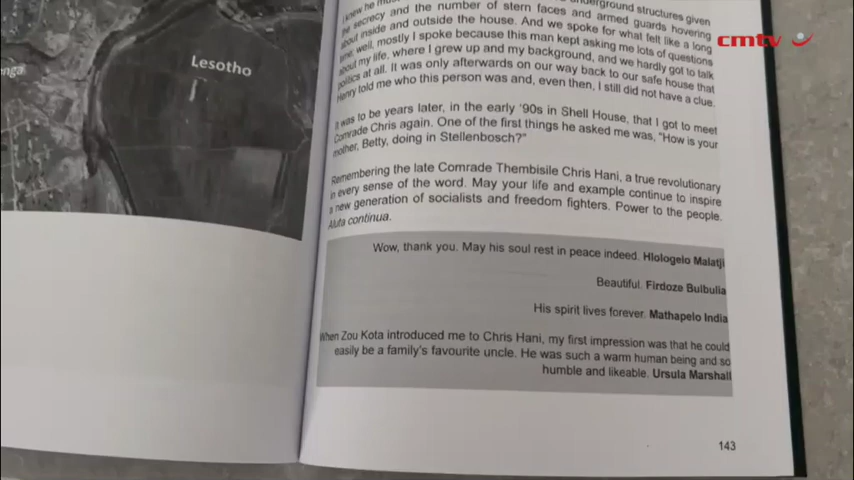 nga
Lesotho
underground structures given
the secrecy and the number of stern faces and armed guards hovering
about inside and outside the house. And we spoke for what felt like a long
time: well, mostly I spoke because this man kept asking me lots of questions
about my life, where I grew up and my background, and we hardly got to talk
politics at all. It was only afterwards on our way back to our safe house that
Henry told me who this person was and, even then, I still did not have a clue.
It was to be years later, in the early '90s in Shell House, that I got to meet
Comrade Chris again. One of the first things he asked me was, "How is your
mother, Betty, doing in Stellenbosch?"
Remembering the late Comrade Thembisile Chris Hani, a true revolutionary
in every sense of the word. May your life and example continue to inspire
a new generation of socialists and freedom fighters. Power to the people.
Aluta continua.
Wow, thank you. May his soul rest in peace indeed. Hlologelo Malatji
Beautiful. Firdoze Bulbulia
His spirit lives forever. Mathapelo India
When Zou Kota introduced me to Chris Hani, my first impression was that he could
easily be a family's favourite uncle. He was such a warm human being and so
humble and likeable. Ursula Marshall
143
cmtv